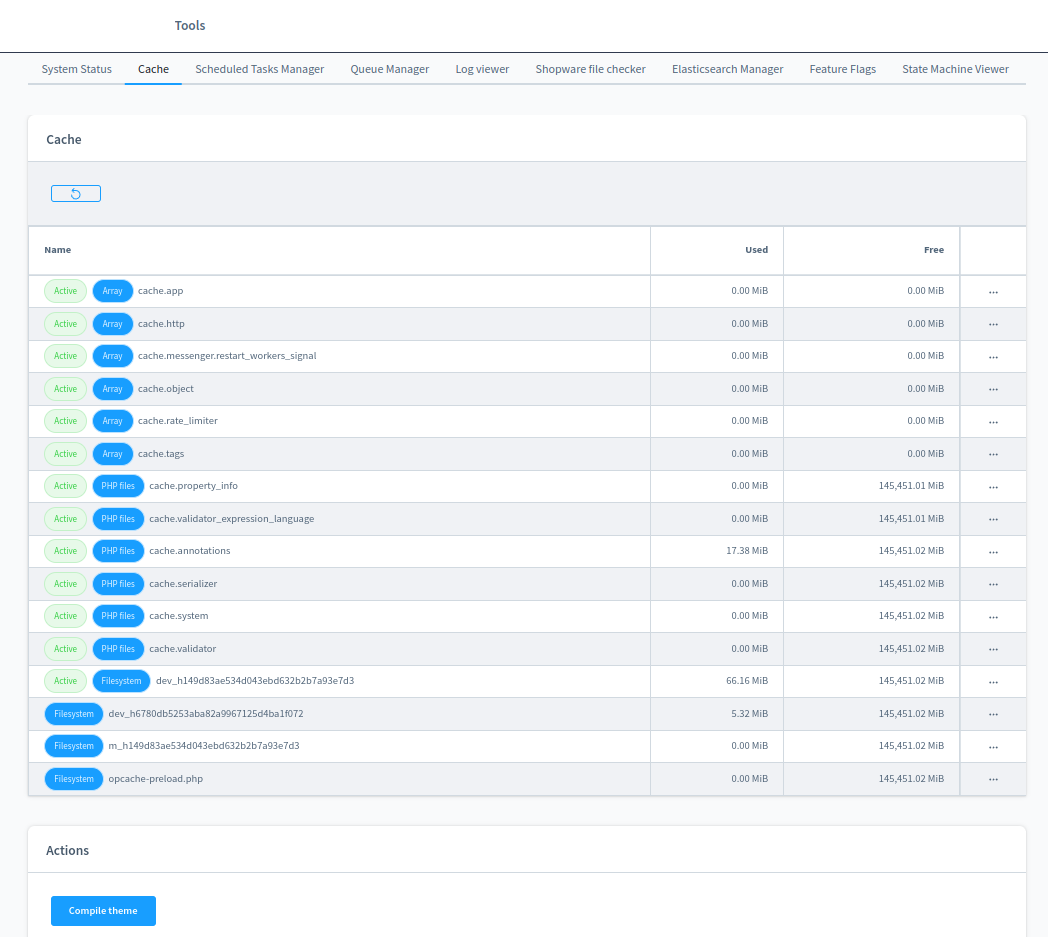 Tools
System Status Cache Scheduled Tasks Manager Queue Manager Log viewer Shopware file checker Elasticsearch Manager Feature Flags State Machine Viewer
Cache
Name Used Free
Active Array cache.app 0.00 MiB 0.00 MiB ...
Active Array cache.http 0.00 MiB 0.00 MiB ...
Active Array cache.messenger.restart_workers_signal 0.00 MiB 0.00 MiB ...
Active Array cache.object 0.00 MiB 0.00 MiB ...
Active Array cache.rate_limiter 0.00 MiB 0.00 MiB ...
Active Array cache.tags 0.00 MiB 0.00 MiB ...
Active PHP files cache.property_info 0.00 MiB 145,451.01 MiB ...
Active PHP files cache.validator_expression_language 0.00 MiB 145,451.01 MiB ...
Active PHP files cache.annotations 17.38 MiB 145,451.02 MiB ...
Active PHP files cache.serializer 0.00 MiB 145,451.02 MiB ...
Active PHP files cache.system 0.00 MiB 145,451.02 MiB ...
Active PHP files cache.validator 0.00 MiB 145,451.02 MiB ...
Active Filesystem dev_h149d83ae534d043ebd632b2b7a93e7d3 66.16 MiB 145,451.02 MiB ...
Filesystem dev_h6780db5253aba82a9967125d4ba1f072 5.32 MiB 145,451.02 MiB ...
Filesystem m_h149d83ae534d043ebd632b2b7a93e7d3 0.00 MiB 145,451.02 MiB ...
Filesystem opcache-preload.php 0.00 MiB 145,451.02 MiB ...
Actions
Compile theme